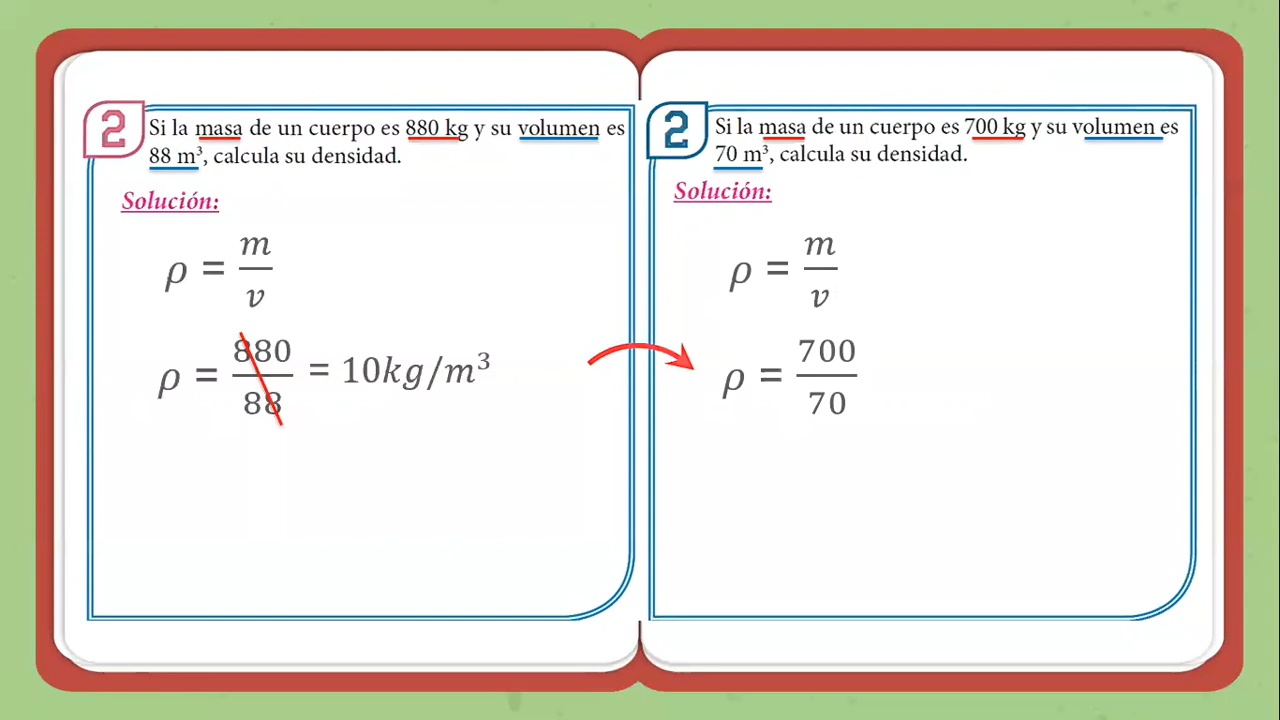 2 Si la masa de un cuerpo es 880 kg y su volumen es
88 m³, calcula su densidad.
Solución:
ρ = m/v
ρ = 880/88 = 10kg/m³
2 Si la masa de un cuerpo es 700 kg y su volumen es
70 m³, calcula su densidad.
Solución:
ρ = m/v
ρ = 700/70